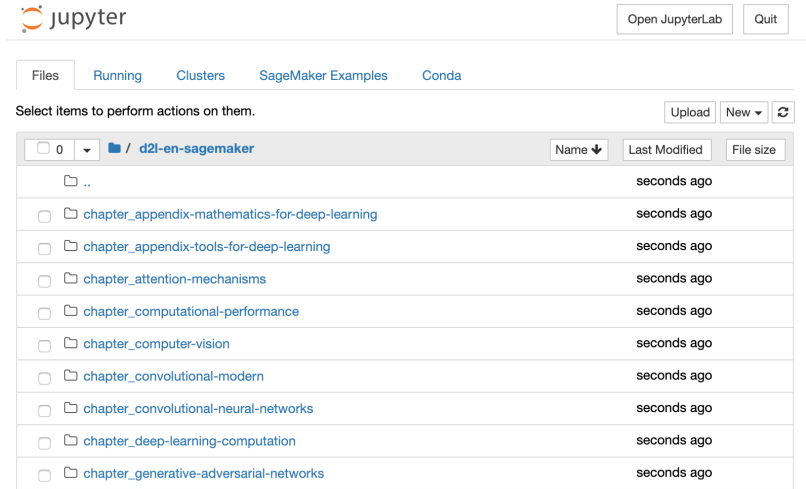 jupyter Open JupyterLab Quit
Files Running Clusters SageMaker Examples Conda
Select items to perform actions on them. Upload New
0 / d2l-en-sagemaker Name Last Modified File size
.. seconds ago
chapter_appendix-mathematics-for-deep-learning seconds ago
chapter_appendix-tools-for-deep-learning seconds ago
chapter_attention-mechanisms seconds ago
chapter_computational-performance seconds ago
chapter_computer-vision seconds ago
chapter_convolutional-modern seconds ago
chapter_convolutional-neural-networks seconds ago
chapter_deep-learning-computation seconds ago
chapter_generative-adversarial-networks seconds ago